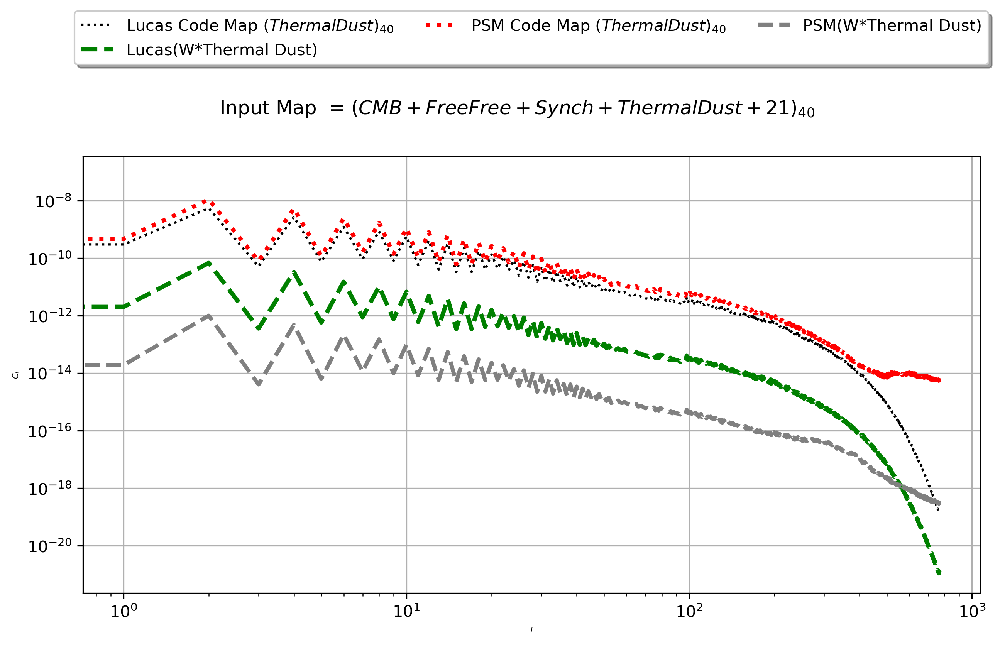 Lucas Code Map (ThermalDust)₄₀ PSM Code Map (ThermalDust)₄₀ PSM(W*Thermal Dust)
Lucas(W*Thermal Dust)
Input Map = (CMB + FreeFree + Synch + ThermalDust + 21)₄₀
10⁻⁸
10⁻¹⁰
10⁻¹²
10⁻¹⁴
10⁻¹⁶
10⁻¹⁸
10⁻²⁰
C_l
10⁰ 10¹ 10² 10³
l